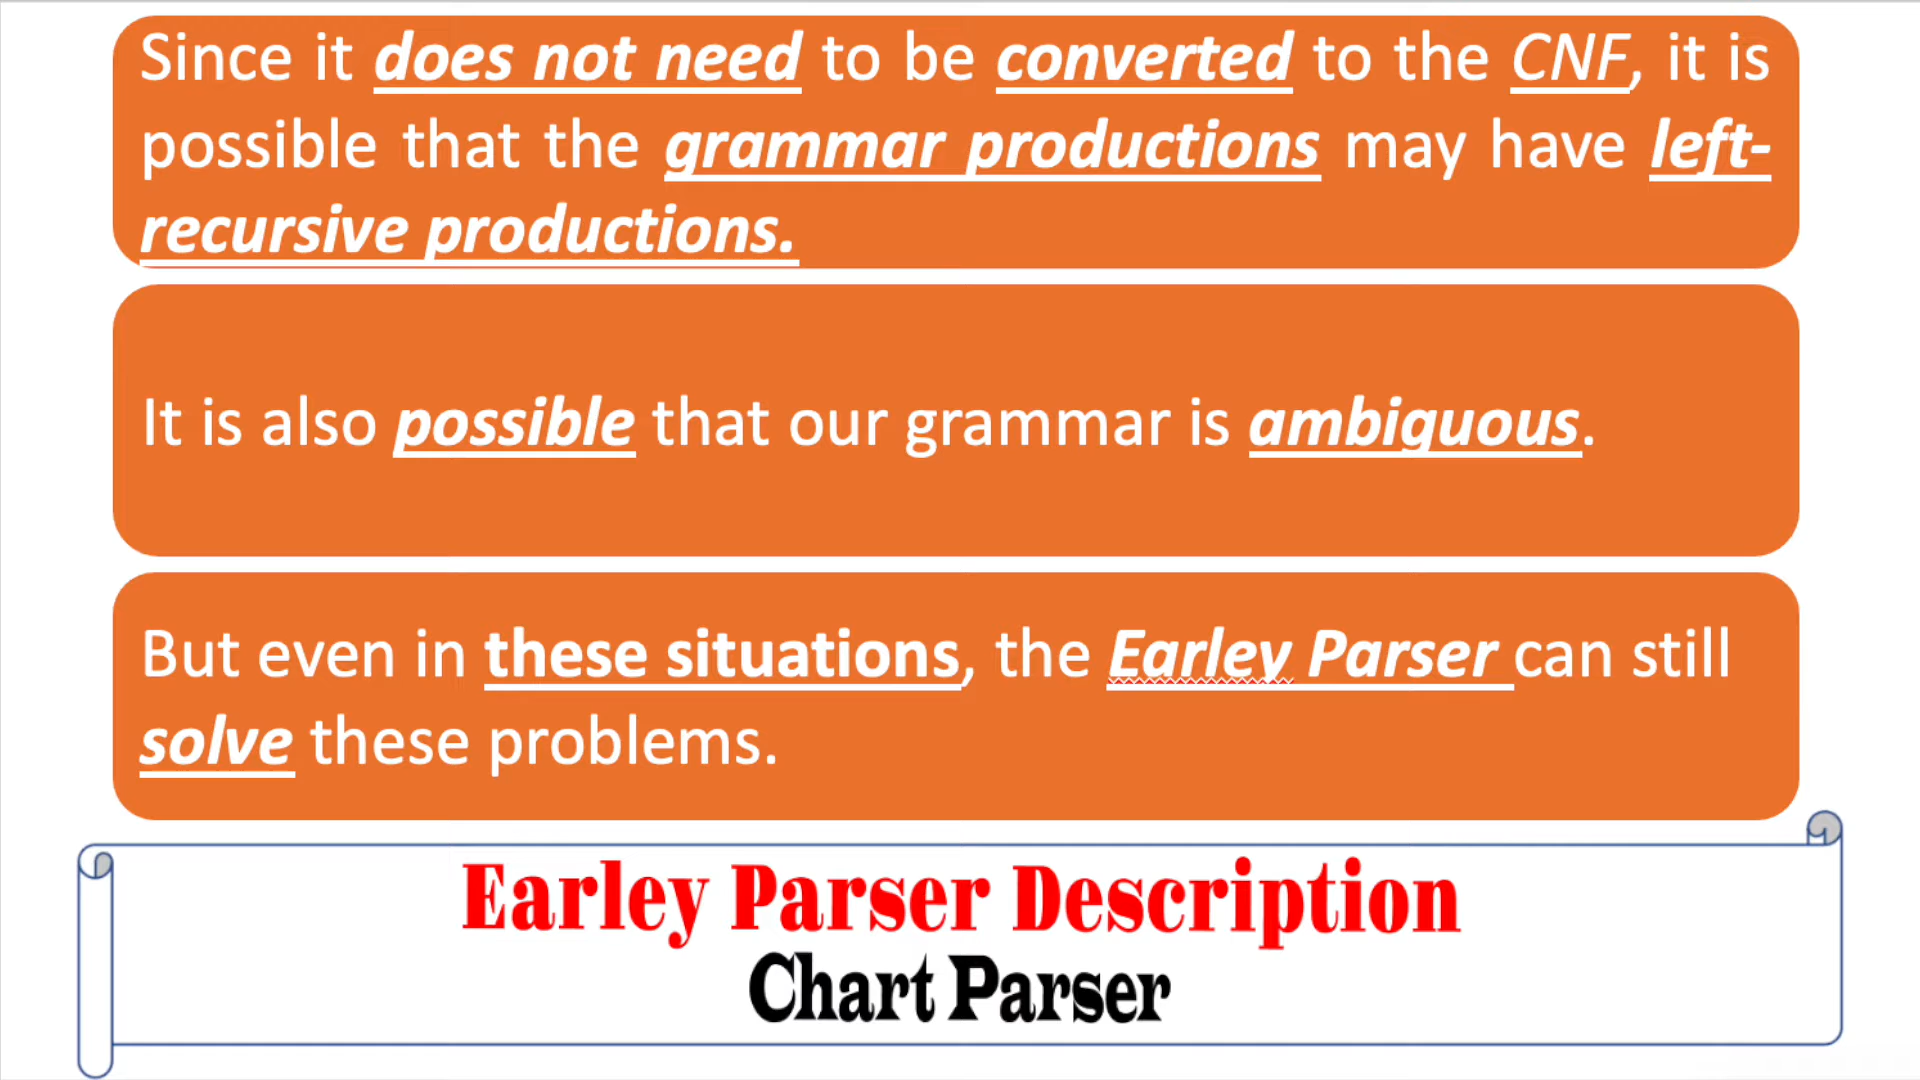 Since it does not need to be converted to the CNF, it is
possible that the grammar productions may have left-
recursive productions.
It is also possible that our grammar is ambiguous.
But even in these situations, the Earley Parser can still
solve these problems.
Earley Parser Description
Chart Parser